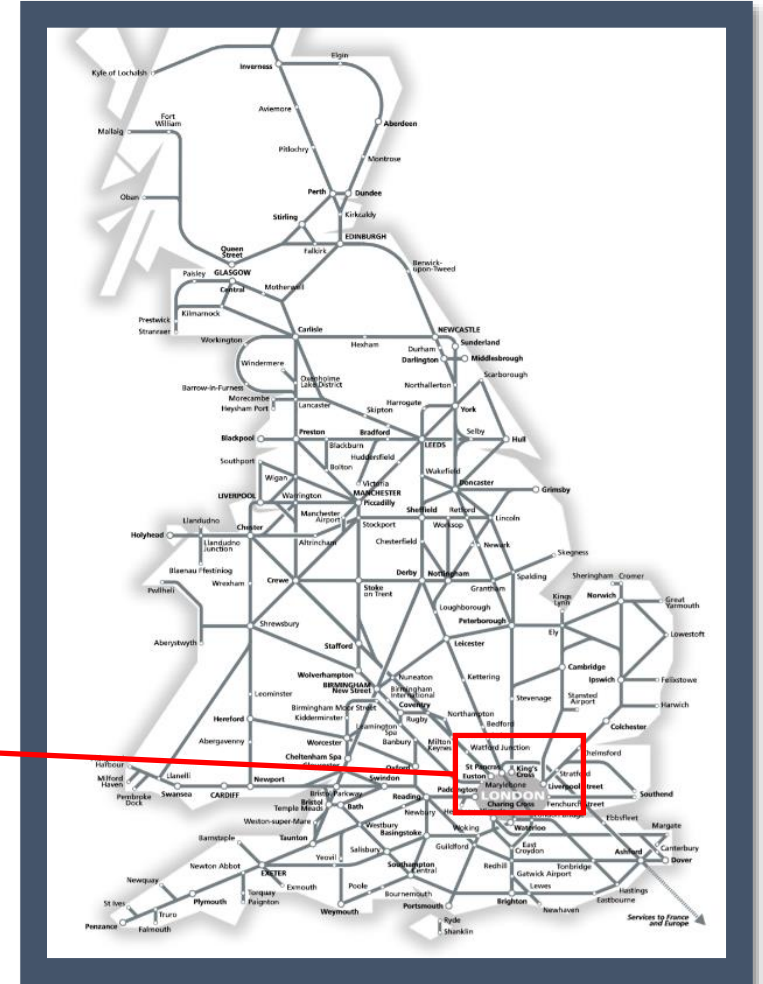 Elgin
Inverness
Kyle of Lochalsh
Aviemore
Fort
William
Mallaig
Aberdeen
Pitlochry
Montrose
Perth
Dundee
Oban
Stirling
Kirkcaldy
EDINBURGH
Queen
Street
Falkirk
Berwick-
upon-Tweed
Paisley
GLASGOW
Central
Motherwell
Prestwick
Kilmarnock
Stranraer
Carlisle
NEWCASTLE
Workington
Hexham
Durham
Sunderland
Darlington
Middlesbrough
Windermere
Oxenholme
Lake District
Scarborough
Barrow-in-Furness
Northallerton
Morecambe
Heysham Port
Lancaster
Harrogate
Skipton
York
Blackpool
Preston
Bradford
Selby
Hull
Blackburn
LEEDS
Huddersfield
Southport
Bolton
Wakefield
Wigan
Victoria
MANCHESTER
Piccadilly
Doncaster
Grimsby
LIVERPOOL
Warrington
Manchester
Airport
Sheffield
Retford
Lincoln
Llandudno
Stockport
Worksop
Holyhead
Chester
Llandudno
Junction
Altrincham
Chesterfield
Newark
Skegness
Blaenau Ffestiniog
Wrexham
Crewe
Stoke
on Trent
Derby
Nottingham
Grantham
Spalding
Sheringham
Cromer
Pwllheli
Kings
Lynn
Norwich
Great
Yarmouth
Loughborough
Peterborough
Aberystwyth
Shrewsbury
Stafford
Leicester
Ely
Lowestoft
Wolverhampton
BIRMINGHAM
New Street
Nuneaton
Birmingham
International
Kettering
Cambridge
Ipswich
Felixstowe
Leominster
Birmingham Moor Street
Coventry
Stevenage
Stansted
Airport
Harwich
Kidderminster
Rugby
Northampton
Hereford
Leamington
Spa
Bedford
Colchester
Abergavenny
Worcester
Banbury
Milton
Keynes
Watford Junction
Chelmsford
Cheltenham Spa
Gloucester
Oxford
St Pancras
King's
Cross
Euston
Stratford
Milford
Haven
Llanelli
Newport
Swindon
Paddington
Marylebone
Liverpool Street
Pembroke
Dock
Swansea
CARDIFF
Bristol Parkway
Reading
LONDON
Southend
Bristol
Temple Meads
Bath
Newbury
Charing Cross
Fenchurch Street
Weston-super-Mare
Westbury
Basingstoke
Woking
Waterloo
Ebbsfleet
Margate
Barnstaple
Taunton
Salisbury
Guildford
East
Croydon
Canterbury
Newton Abbot
Yeovil
Southampton
Central
Redhill
Gatwick Airport
Tonbridge
Ashford
Dover
Newquay
EXETER
Exmouth
Poole
Bournemouth
Lewes
Hastings
St Ives
Truro
Plymouth
Torquay
Paignton
Weymouth
Portsmouth
Brighton
Newhaven
Eastbourne
Penzance
Falmouth
Ryde
Shanklin
Services to France
and Europe